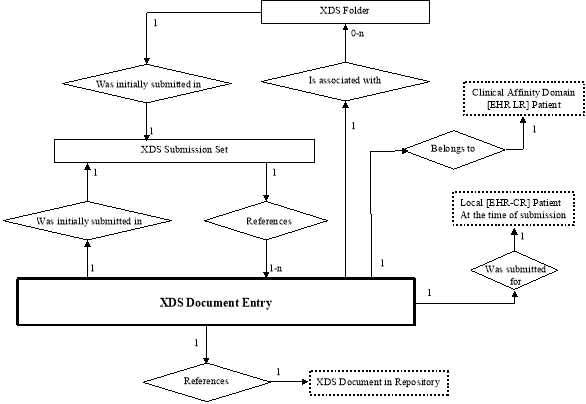 XDS Folder
1
0-n
Was initially submitted in
Is associated with
Clinical Affinity Domain
[EHR LR] Patient
1
1
1
XDS Submission Set
Belongs to
1
1
Local [EHR-CR] Patient
At the time of submission
Was initially submitted in
References
1
1
1-n
1
Was submitted
for
1
XDS Document Entry
1
1
References
1
XDS Document in Repository